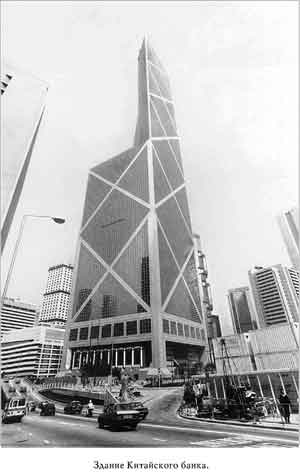 Здание Китайского банка.